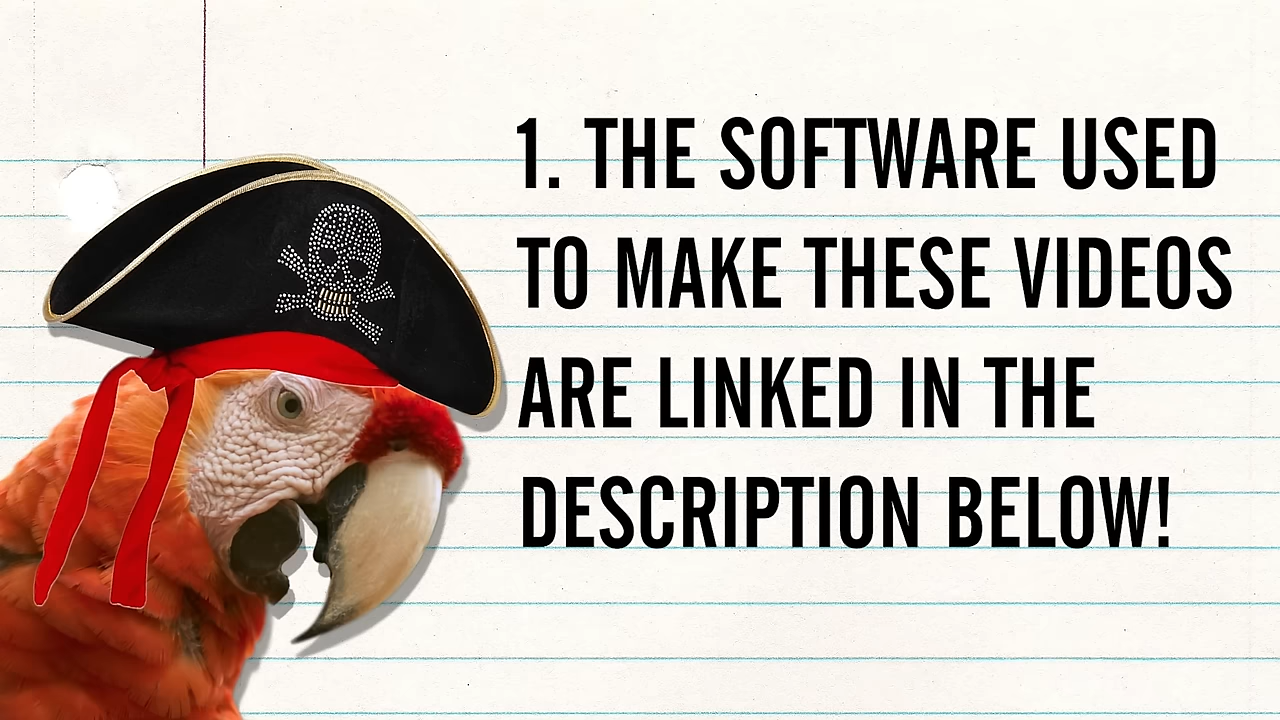 1. THE SOFTWARE USED
TO MAKE THESE VIDEOS
ARE LINKED IN THE
DESCRIPTION BELOW!